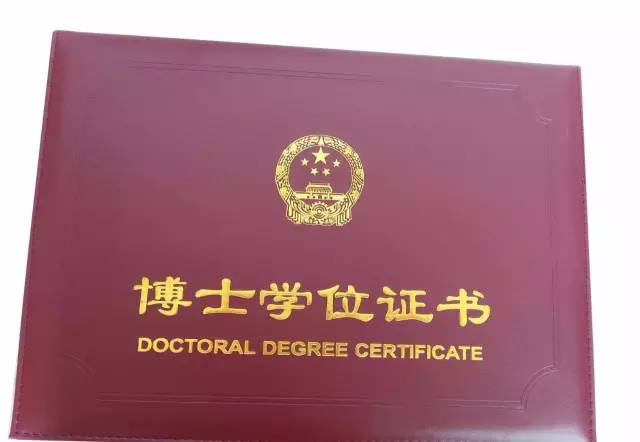 博士学位证书
DOCTORAL DEGREE CERTIFICATE